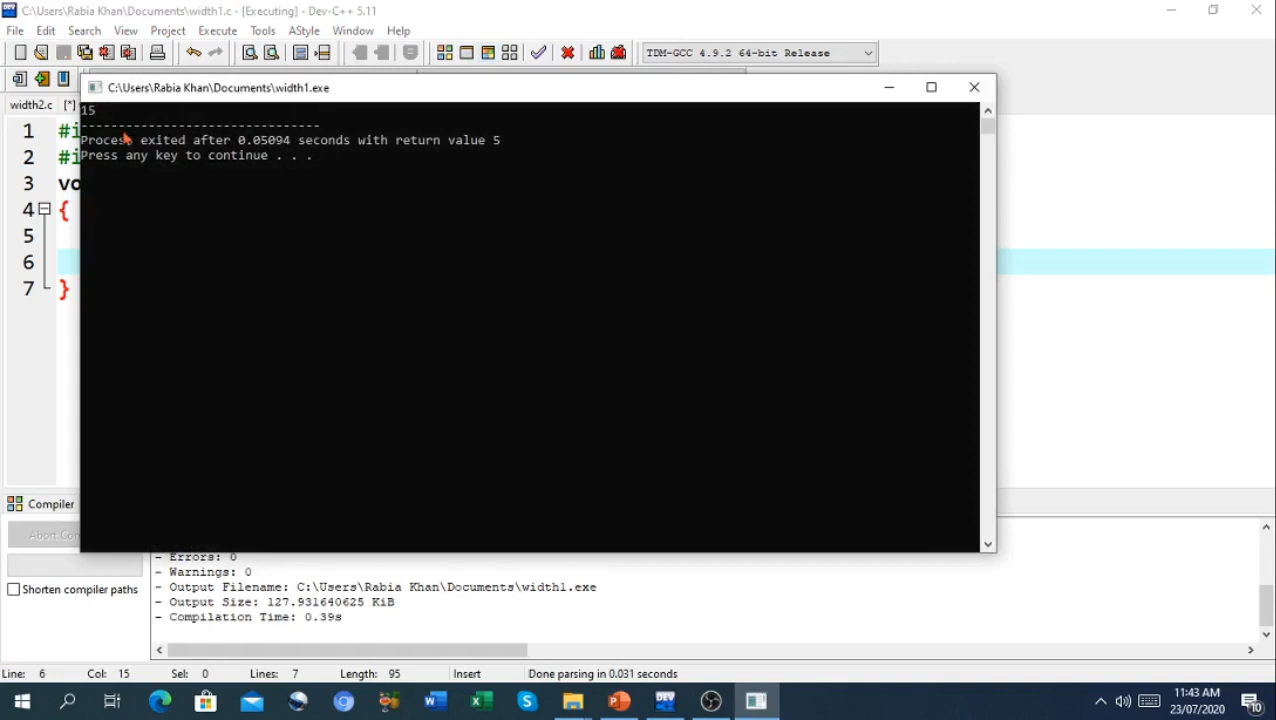 C:\Users\Rabia Khan\Documents\width1.c - [Executing] - Dev-C++ 5.11
File Edit Search View Project Execute Tools AStyle Window Help
TDM-GCC 4.9.2 64-bit Release
C:\Users\Rabia Khan\Documents\width1.exe
width2.c [*]
15
--------------------------------
Process exited after 0.05094 seconds with return value 5
Press any key to continue . . .
1 #i
2 #i
3 vo
4 {
5
6
7 }
Compiler
Abort Co
Shorten compiler paths
- Errors: 0
- Warnings: 0
- Output Filename: C:\Users\Rabia Khan\Documents\width1.exe
- Output Size: 127.931640625 KiB
- Compilation Time: 0.39s
Line: 6 Col: 15 Sel: 0 Lines: 7 Length: 95 Insert Done parsing in 0.031 seconds
11:43 AM
23/07/2020
10